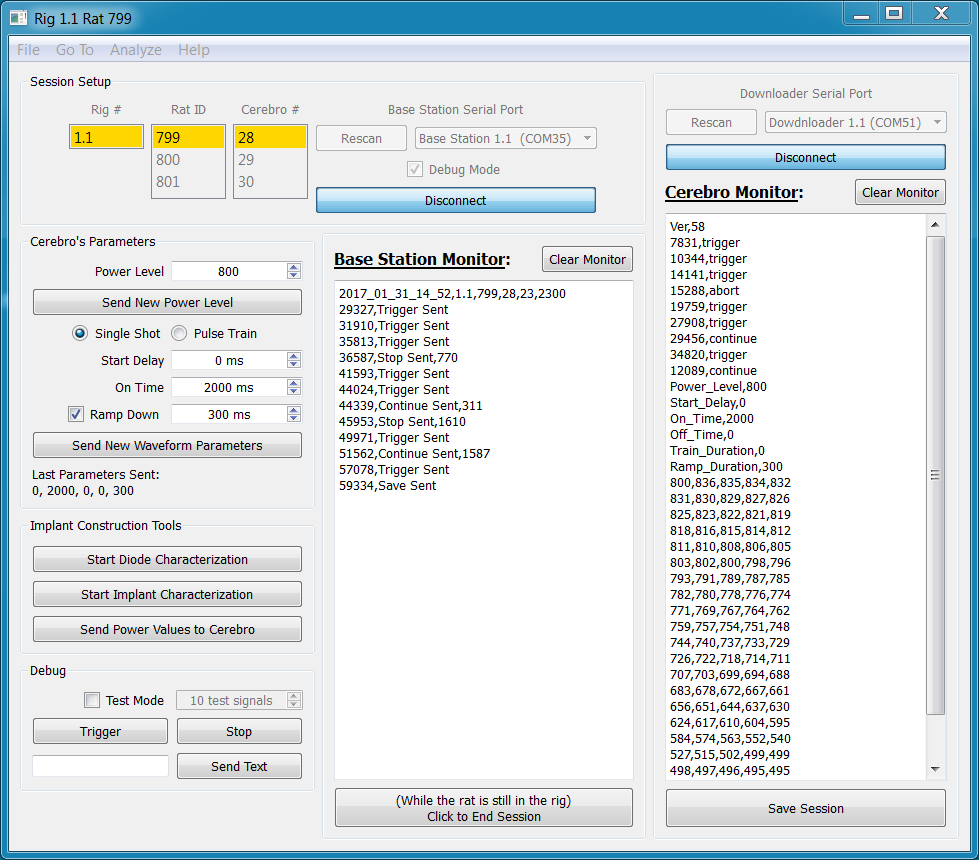 Rig 1.1 Rat 799
File Go To Analyze Help
Session Setup
Rig # Rat ID Cerebro #
1.1 799 28
800 29
801 30
Base Station Serial Port
Rescan Base Station 1.1 (COM35)
Debug Mode
Disconnect
Downloader Serial Port
Rescan Dowdnloader 1.1 (COM51)
Disconnect
Cerebro's Parameters
Power Level 800
Send New Power Level
Single Shot Pulse Train
Start Delay 0 ms
On Time 2000 ms
Ramp Down 300 ms
Send New Waveform Parameters
Last Parameters Sent:
0, 2000, 0, 0, 300
Implant Construction Tools
Start Diode Characterization
Start Implant Characterization
Send Power Values to Cerebro
Debug
Test Mode 10 test signals
Trigger Stop
Send Text
Base Station Monitor: Clear Monitor
2017_01_31_14_52,1.1,799,28,23,2300
29327,Trigger Sent
31910,Trigger Sent
35813,Trigger Sent
36587,Stop Sent,770
41593,Trigger Sent
44024,Trigger Sent
44339,Continue Sent,311
45953,Stop Sent,1610
49971,Trigger Sent
51562,Continue Sent,1587
57078,Trigger Sent
59334,Save Sent
(While the rat is still in the rig)
Click to End Session
Cerebro Monitor: Clear Monitor
Ver,58
7831,trigger
10344,trigger
14141,trigger
15288,abort
19759,trigger
27908,trigger
29456,continue
34820,trigger
12089,continue
Power_Level,800
Start_Delay,0
On_Time,2000
Off_Time,0
Train_Duration,0
Ramp_Duration,300
800,836,835,834,832
831,830,829,827,826
825,823,822,821,819
818,816,815,814,812
811,810,808,806,805
803,802,800,798,796
793,791,789,787,785
782,780,778,776,774
771,769,767,764,762
759,757,754,751,748
744,740,737,733,729
726,722,718,714,711
707,703,699,694,688
683,678,672,667,661
656,651,644,637,630
624,617,610,604,595
584,574,563,552,540
527,515,502,499,499
498,497,496,495,495
Save Session